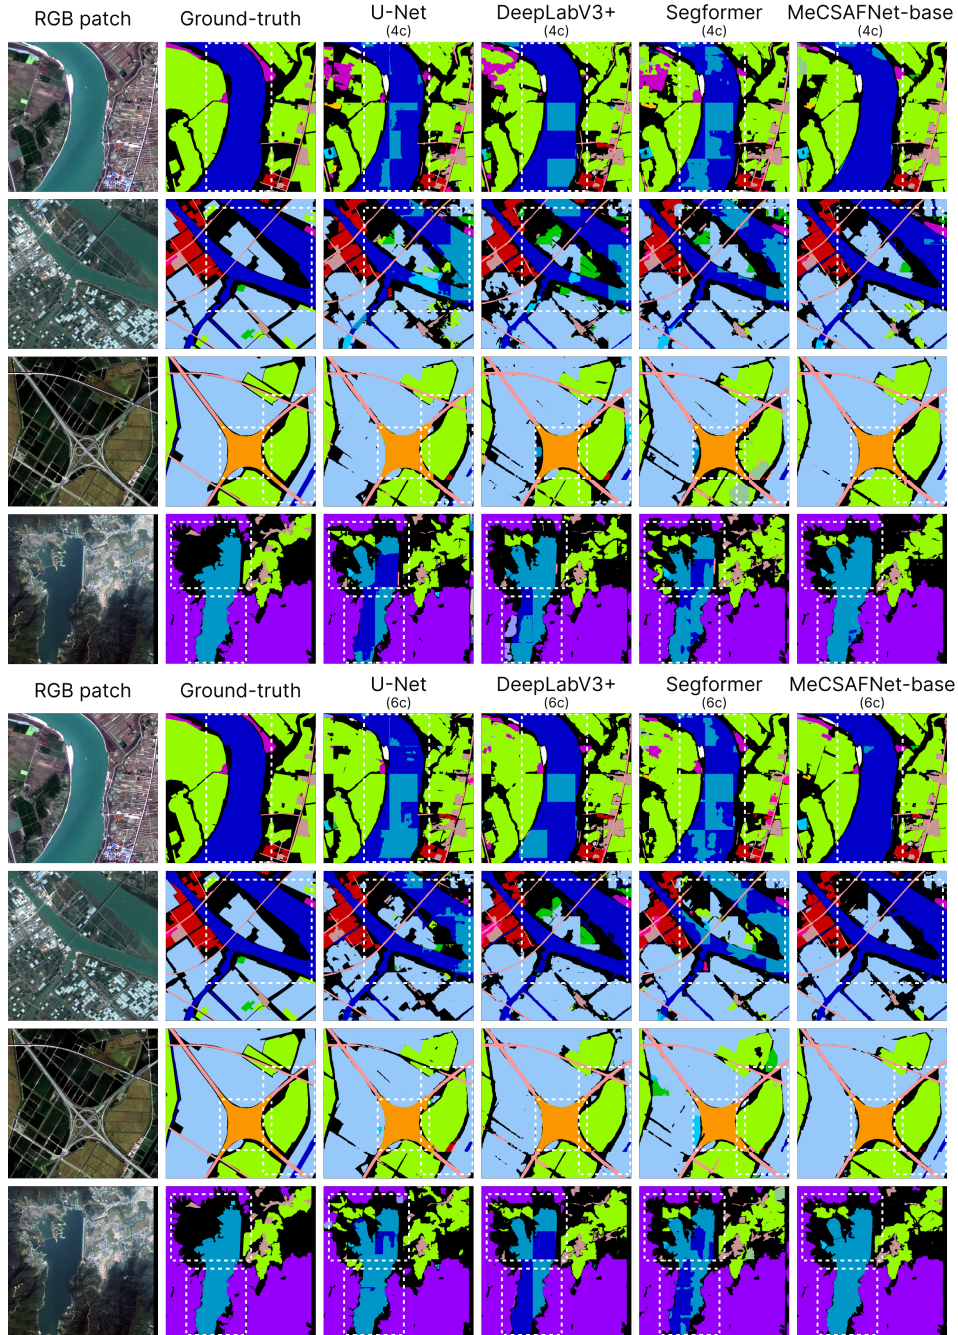 RGB patch Ground-truth U-Net DeepLabV3+ Segformer MeCSAFNet-base
(4c) (4c) (4c) (4c)
RGB patch Ground-truth U-Net DeepLabV3+ Segformer MeCSAFNet-base
(6c) (6c) (6c) (6c)